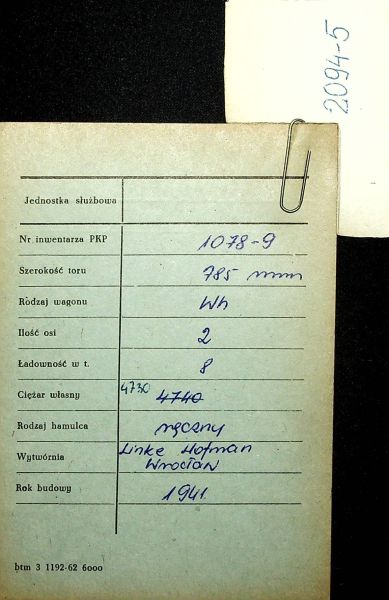 2094-5
Jednostka służbowa
Nr inwentarza PKP 1078-9
Szerokość toru 785 mm
Rodzaj wagonu Wh
Ilość osi 2
Ładowność w t. 8
Ciężar własny 4730 4740
Rodzaj hamulca ręczny
Wytwórnia Linke Hofman
Wrocław
Rok budowy 1941
btm 3 1192-62 6000